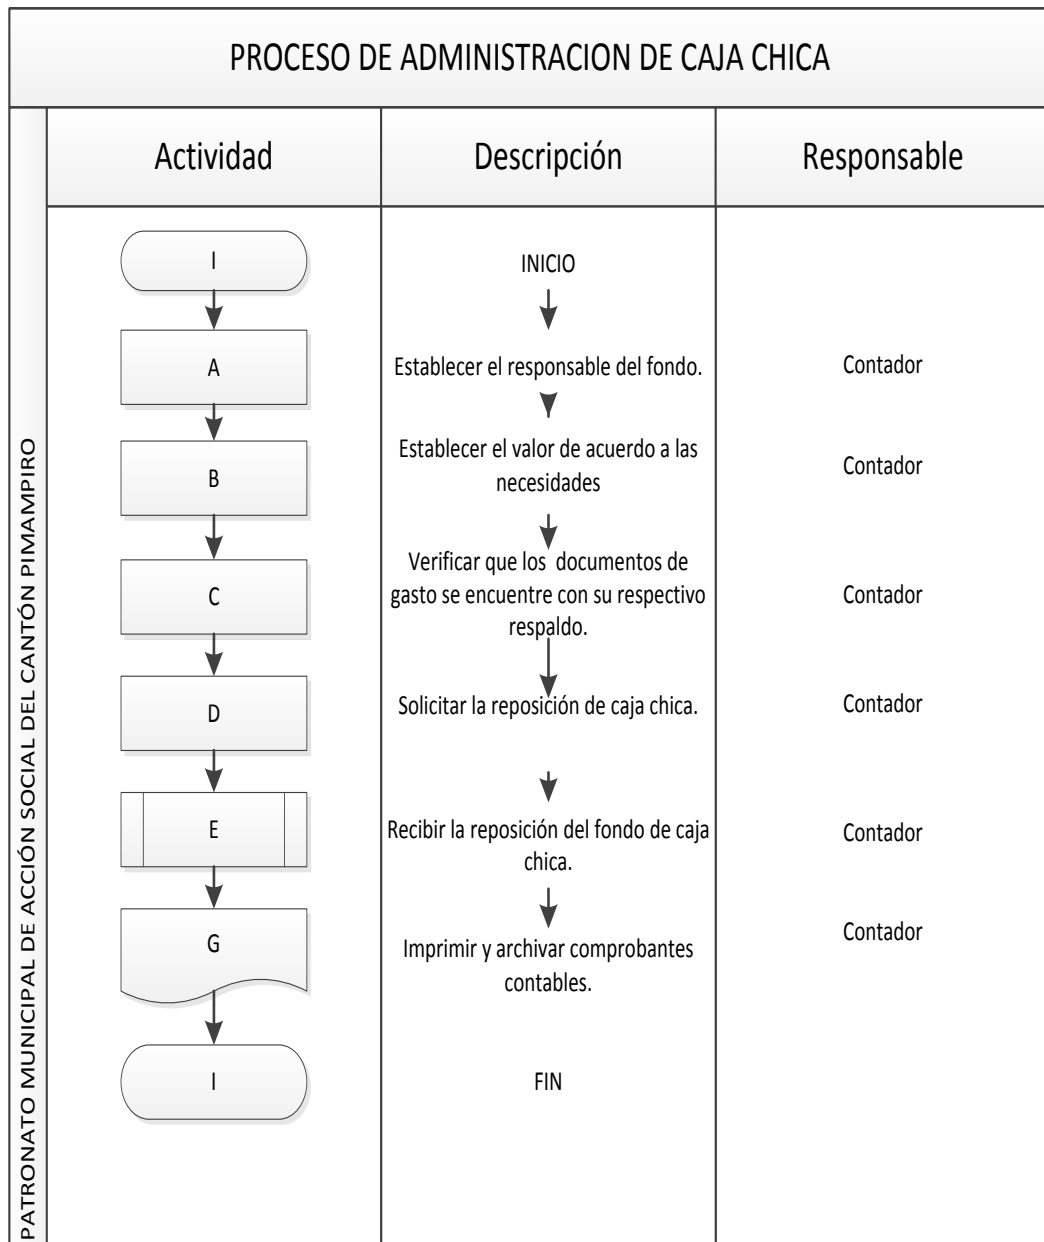 PROCESO DE ADMINISTRACION DE CAJA CHICA
PATRONATO MUNICIPAL DE ACCIÓN SOCIAL DEL CANTÓN PIMAMPIRO
Actividad
Descripción
Responsable
I
INICIO
A
Establecer el responsable del fondo.
Contador
B
Establecer el valor de acuerdo a las
necesidades
Contador
C
Verificar que los documentos de
gasto se encuentre con su respectivo
respaldo.
Contador
D
Solicitar la reposición de caja chica.
Contador
E
Recibir la reposición del fondo de caja
chica.
Contador
G
Imprimir y archivar comprobantes
contables.
Contador
I
FIN